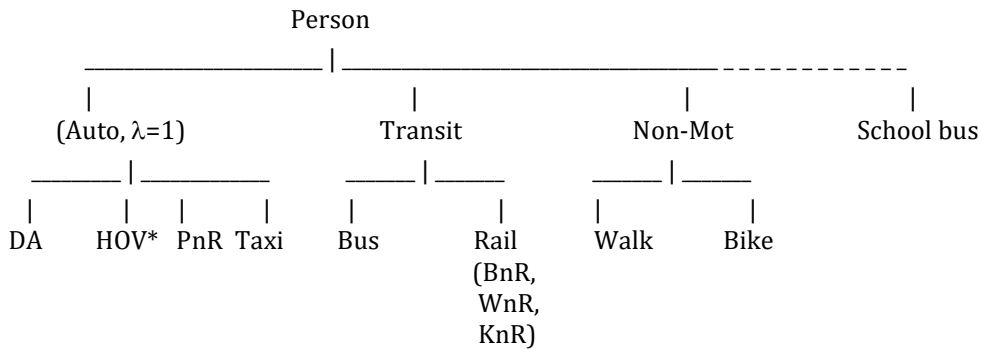 Person
(Auto, λ=1) Transit Non-Mot School bus
DA HOV* PnR Taxi Bus Rail Walk Bike
(BnR,
WnR,
KnR)